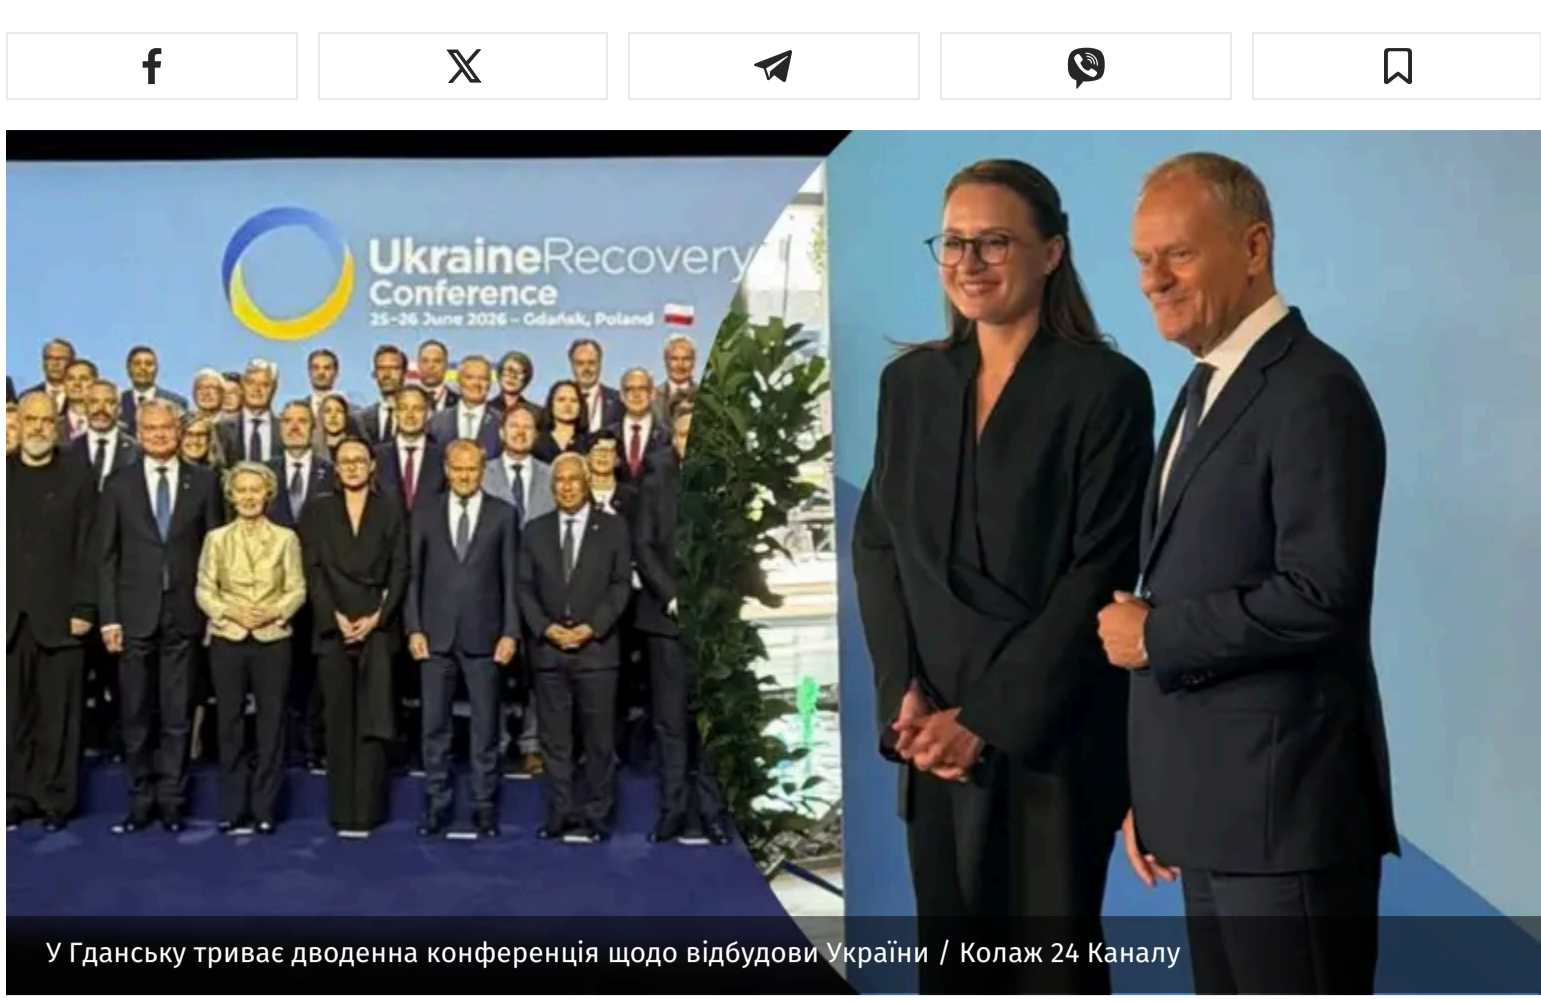 UkraineRecovery
Conference
25-26 June 2026 – Gdańsk, Poland
У Гданську триває дводенна конференція щодо відбудови України / Колаж 24 Каналу